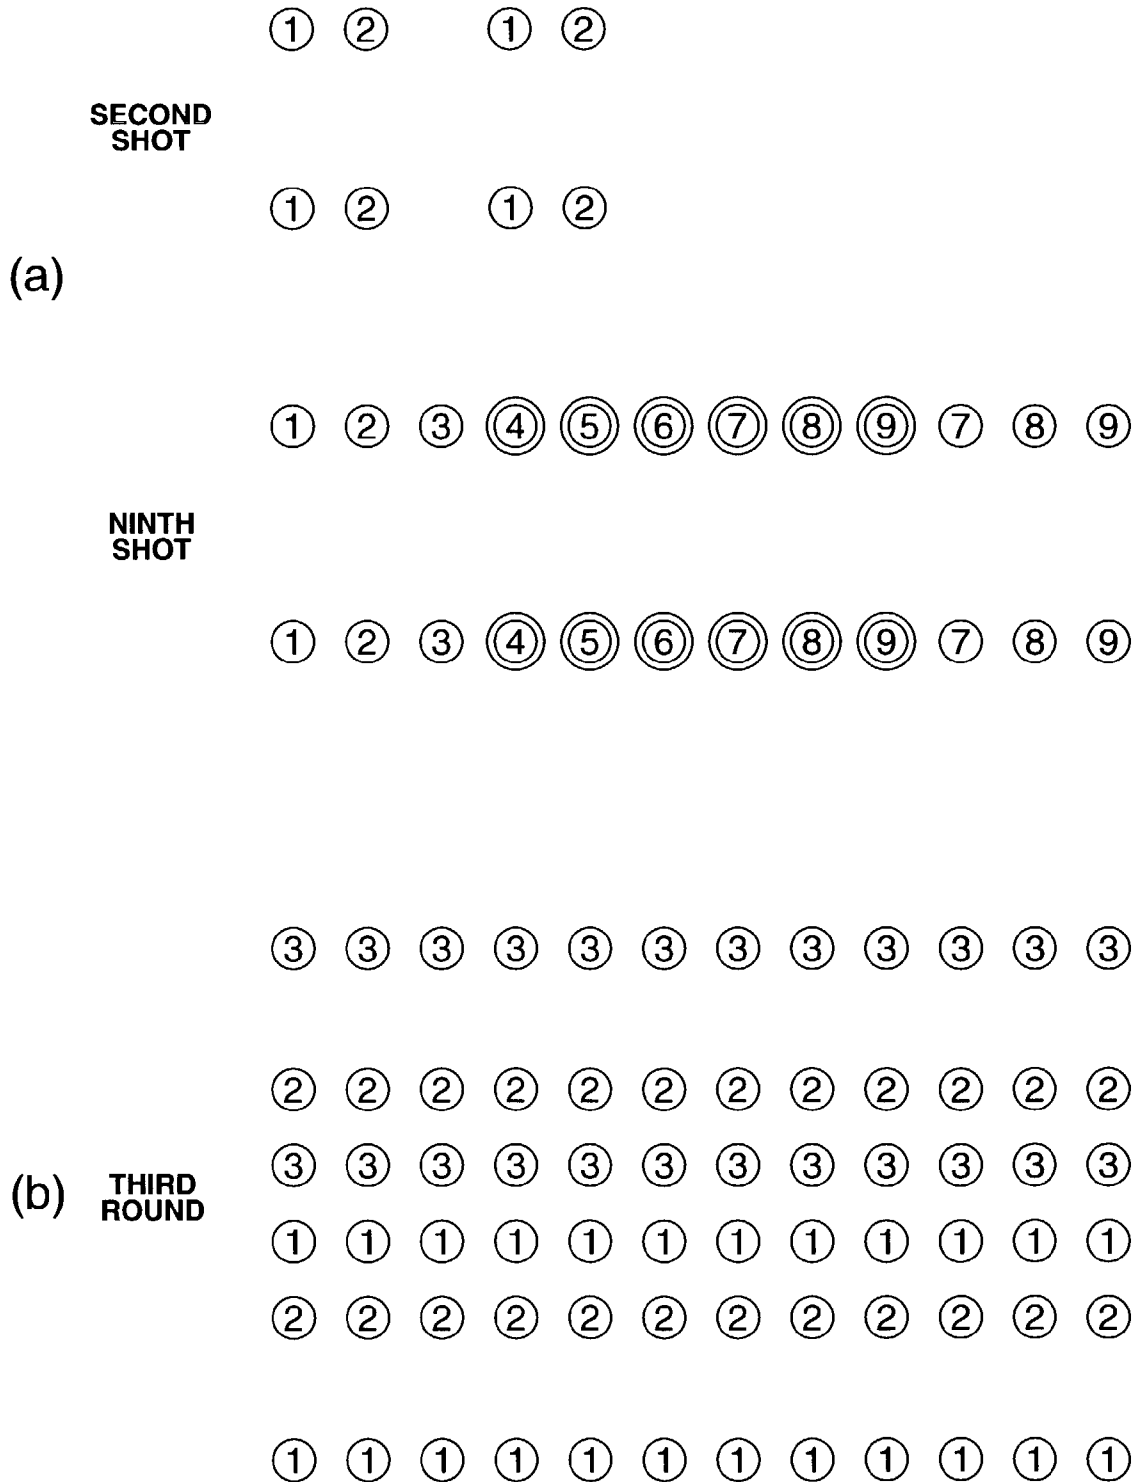 ① ② ① ②
SECOND
SHOT
① ② ① ②
(a)
① ② ③ ④ ⑤ ⑥ ⑦ ⑧ ⑨ ⑦ ⑧ ⑨
NINTH
SHOT
① ② ③ ④ ⑤ ⑥ ⑦ ⑧ ⑨ ⑦ ⑧ ⑨
③ ③ ③ ③ ③ ③ ③ ③ ③ ③ ③ ③
② ② ② ② ② ② ② ② ② ② ② ②
③ ③ ③ ③ ③ ③ ③ ③ ③ ③ ③ ③
(b) THIRD
ROUND
① ① ① ① ① ① ① ① ① ① ① ①
② ② ② ② ② ② ② ② ② ② ② ②
① ① ① ① ① ① ① ① ① ① ① ①